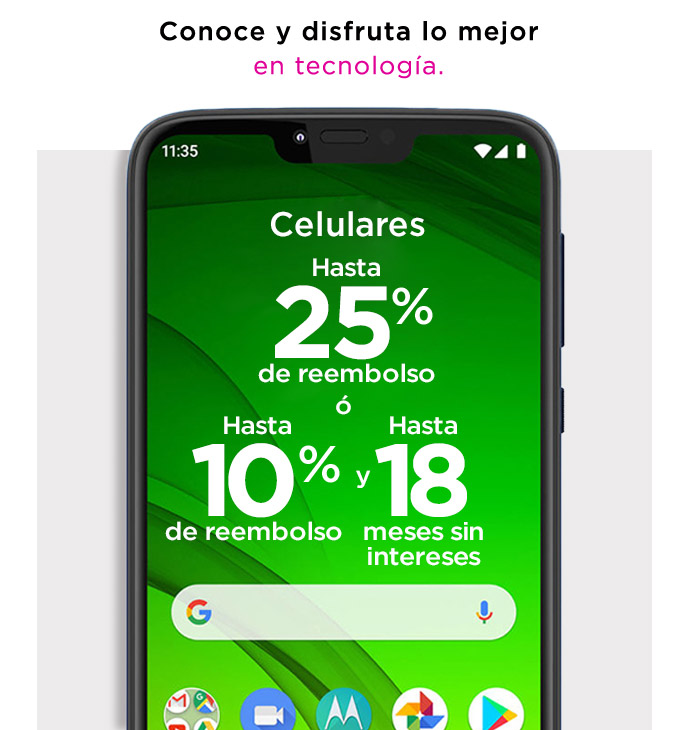 Conoce y disfruta lo mejor
en tecnología.
11:35
Celulares
Hasta
25%
de reembolso
ó
Hasta
10%
de reembolso
y
Hasta
18
meses sin
intereses